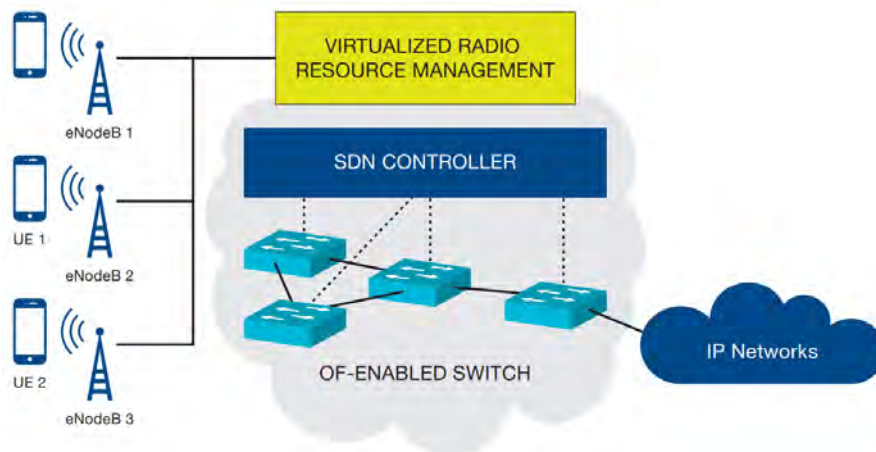 VIRTUALIZED RADIO
RESOURCE MANAGEMENT
eNodeB 1
SDN CONTROLLER
UE 1
eNodeB 2
UE 2
eNodeB 3
OF-ENABLED SWITCH
IP Networks